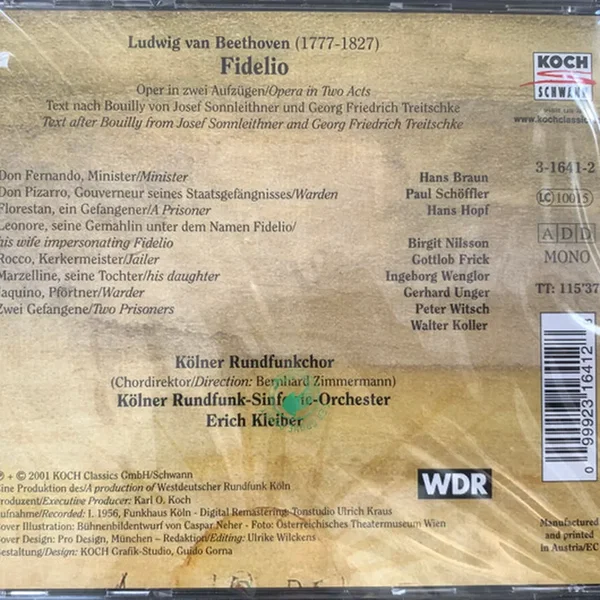 Ludwig van Beethoven (1777-1827)
Fidelio
Oper in zwei Aufzügen/Opera in Two Acts
Text nach Bouilly von Josef Sonnleithner und Georg Friedrich Treitschke
Text after Bouilly from Josef Sonnleithner and Georg Friedrich Treitschke
KOCH
SCHWANN
www.kochclassics
3-1641-2
LC 10015
ADD
MONO
TT: 115'37
Don Fernando, Minister/Minister Hans Braun
Don Pizarro, Gouverneur seines Staatsgefängnisses/Warden Paul Schöffler
Florestan, ein Gefangener/A Prisoner Hans Hopf
Leonore, seine Gemahlin unter dem Namen Fidelio/
his wife impersonating Fidelio Birgit Nilsson
Rocco, Kerkermeister/Jailer Gottlob Frick
Marzelline, seine Tochter/his daughter Ingeborg Wenglor
Jaquino, Pförtner/Warder Gerhard Unger
Zwei Gefangene/Two Prisoners Peter Witsch
Walter Koller
Kölner Rundfunkchor
(Chordirektor/Direction: Bernhard Zimmermann)
Kölner Rundfunk-Sinfonie-Orchester
Erich Kleiber
0 99923 16412 3
℗ + © 2001 KOCH Classics GmbH/Schwann
Eine Produktion des/A production of Westdeutscher Rundfunk Köln
Produzent/Executive Producer: Karl O. Koch
Aufnahme/Recorded: I. 1956, Funkhaus Köln - Digital Remastering: Tonstudio Ulrich Kraus
Cover Illustration: Bühnenbildentwurf von Caspar Neher - Foto: Österreichisches Theatermuseum Wien
Cover Design: Pro Design, München – Redaktion/Editing: Ulrike Wilckens
Gestaltung/Design: KOCH Grafik-Studio, Guido Gorna
WDR
Manufactured
and printed
in Austria/EC